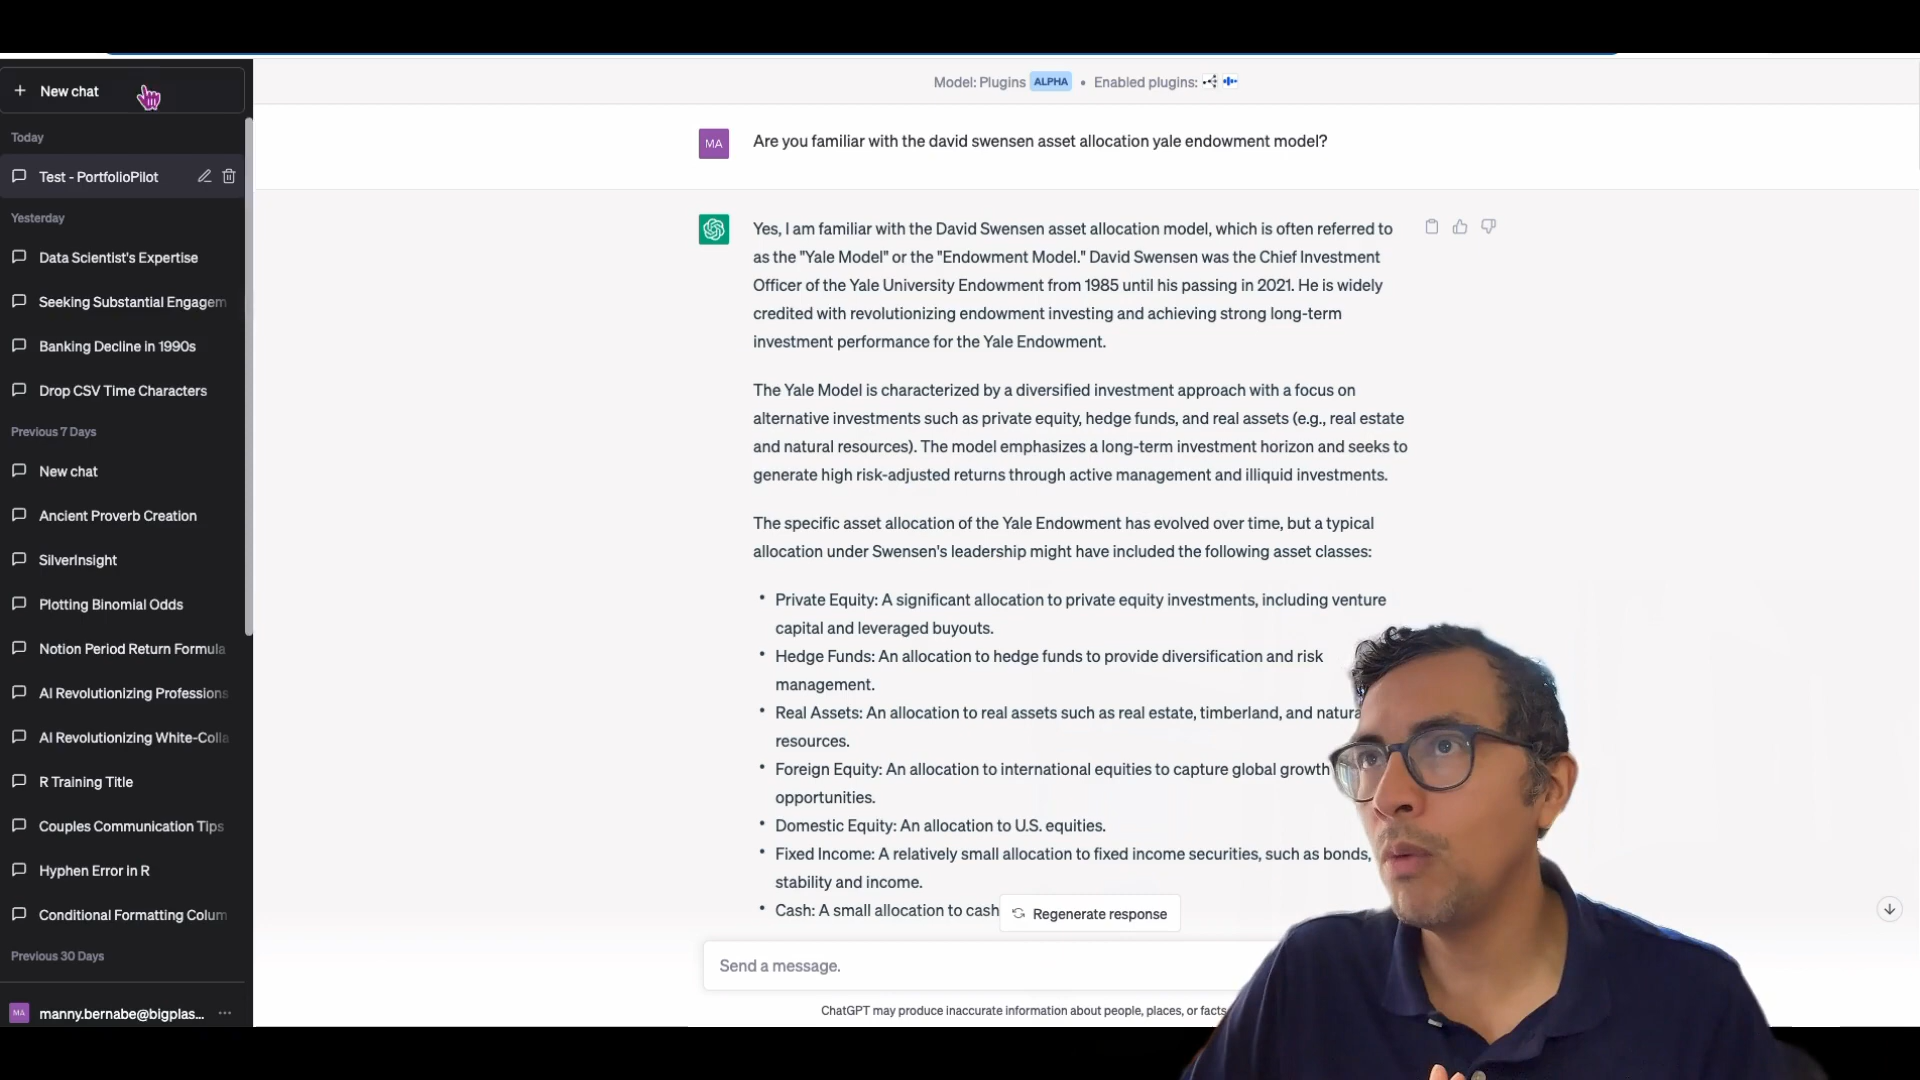 New chat
Today
Test - PortfolioPilot
Yesterday
Data Scientist's Expertise
Seeking Substantial Engagem
Banking Decline in 1990s
Drop CSV Time Characters
Previous 7 Days
New chat
Ancient Proverb Creation
SilverInsight
Plotting Binomial Odds
Notion Period Return Formula
AI Revolutionizing Professions
AI Revolutionizing White-Colla
R Training Title
Couples Communication Tips
Hyphen Error in R
Conditional Formatting Colum
Previous 30 Days
MA manny.bernabe@bigplas...
Model: Plugins ALPHA • Enabled plugins:
MA Are you familiar with the david swensen asset allocation yale endowment model?
Yes, I am familiar with the David Swensen asset allocation model, which is often referred to
as the "Yale Model" or the "Endowment Model." David Swensen was the Chief Investment
Officer of the Yale University Endowment from 1985 until his passing in 2021. He is widely
credited with revolutionizing endowment investing and achieving strong long-term
investment performance for the Yale Endowment.
The Yale Model is characterized by a diversified investment approach with a focus on
alternative investments such as private equity, hedge funds, and real assets (e.g., real estate
and natural resources). The model emphasizes a long-term investment horizon and seeks to
generate high risk-adjusted returns through active management and illiquid investments.
The specific asset allocation of the Yale Endowment has evolved over time, but a typical
allocation under Swensen's leadership might have included the following asset classes:
• Private Equity: A significant allocation to private equity investments, including venture
capital and leveraged buyouts.
• Hedge Funds: An allocation to hedge funds to provide diversification and risk
management.
• Real Assets: An allocation to real assets such as real estate, timberland, and natura
resources.
• Foreign Equity: An allocation to international equities to capture global growth
opportunities.
• Domestic Equity: An allocation to U.S. equities.
• Fixed Income: A relatively small allocation to fixed income securities, such as bonds,
stability and income.
• Cash: A small allocation to cash
Regenerate response
Send a message.
ChatGPT may produce inaccurate information about people, places, or facts